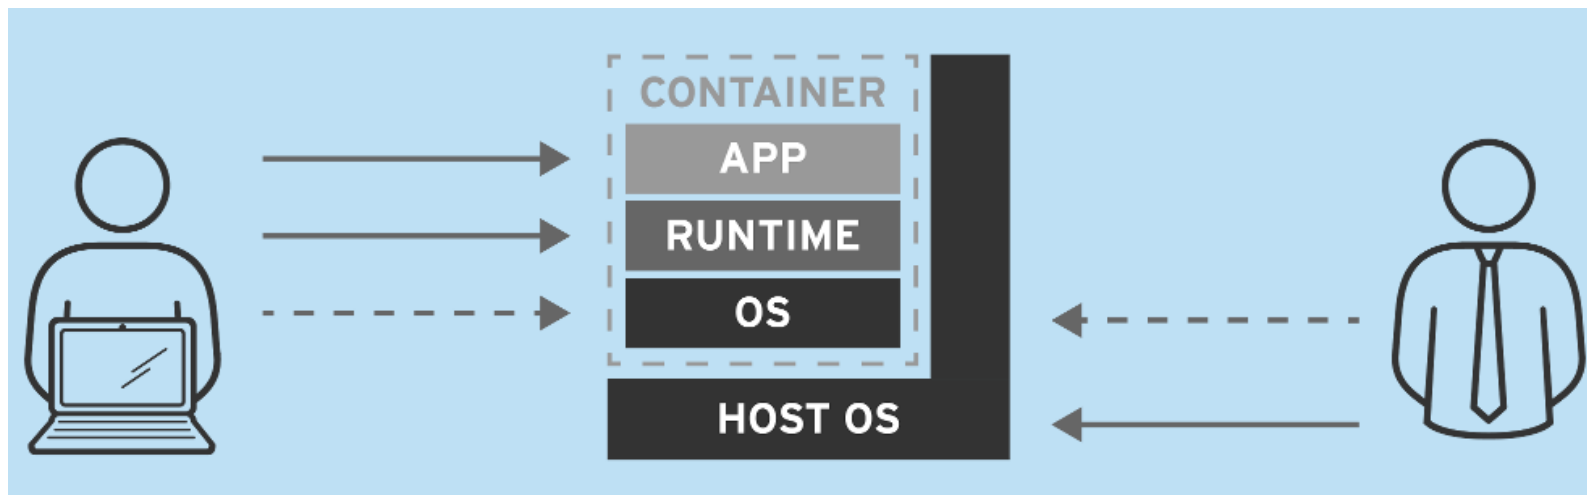 CONTAINER
APP
RUNTIME
OS
HOST OS